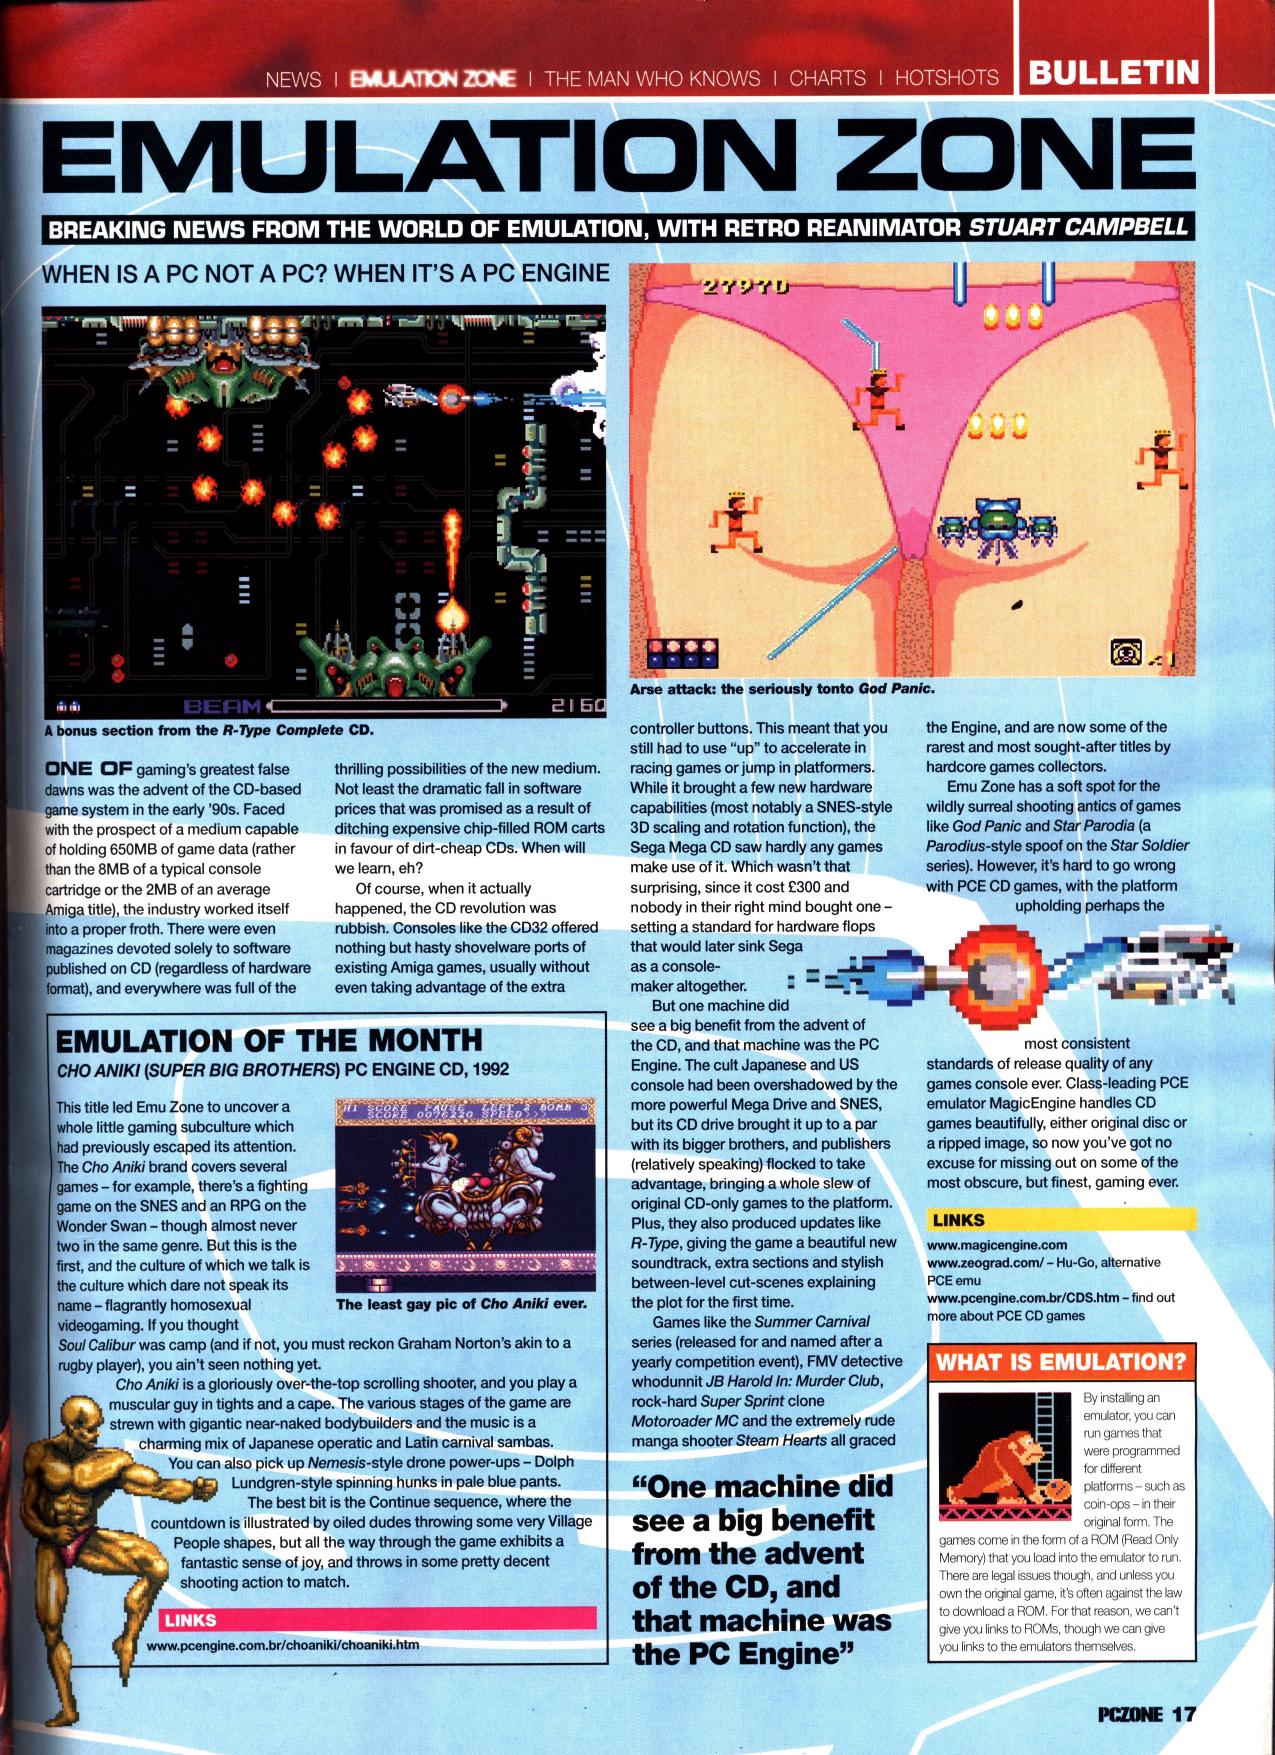 NEWS | EMULATION ZONE | THE MAN WHO KNOWS | CHARTS | HOTSHOTS
BULLETIN
EMULATION ZONE
BREAKING NEWS FROM THE WORLD OF EMULATION, WITH RETRO REANIMATOR STUART CAMPBELL
WHEN IS A PC NOT A PC? WHEN IT'S A PC ENGINE
BEAM
2160
A bonus section from the R-Type Complete CD.
27970
Arse attack: the seriously tonto God Panic.
ONE OF gaming's greatest false
dawns was the advent of the CD-based
game system in the early '90s. Faced
with the prospect of a medium capable
of holding 650MB of game data (rather
than the 8MB of a typical console
cartridge or the 2MB of an average
Amiga title), the industry worked itself
into a proper froth. There were even
magazines devoted solely to software
published on CD (regardless of hardware
format), and everywhere was full of the
thrilling possibilities of the new medium.
Not least the dramatic fall in software
prices that was promised as a result of
ditching expensive chip-filled ROM carts
in favour of dirt-cheap CDs. When will
we learn, eh?
Of course, when it actually
happened, the CD revolution was
rubbish. Consoles like the CD32 offered
nothing but hasty shovelware ports of
existing Amiga games, usually without
even taking advantage of the extra
controller buttons. This meant that you
still had to use "up" to accelerate in
racing games or jump in platformers.
While it brought a few new hardware
capabilities (most notably a SNES-style
3D scaling and rotation function), the
Sega Mega CD saw hardly any games
make use of it. Which wasn't that
surprising, since it cost £300 and
nobody in their right mind bought one –
setting a standard for hardware flops
that would later sink Sega
as a console-
maker altogether.
But one machine did
see a big benefit from the advent of
the CD, and that machine was the PC
Engine. The cult Japanese and US
console had been overshadowed by the
more powerful Mega Drive and SNES,
but its CD drive brought it up to a par
with its bigger brothers, and publishers
(relatively speaking) flocked to take
advantage, bringing a whole slew of
original CD-only games to the platform.
Plus, they also produced updates like
R-Type, giving the game a beautiful new
soundtrack, extra sections and stylish
between-level cut-scenes explaining
the plot for the first time.
Games like the Summer Carnival
series (released for and named after a
yearly competition event), FMV detective
whodunnit JB Harold In: Murder Club,
rock-hard Super Sprint clone
Motoroader MC and the extremely rude
manga shooter Steam Hearts all graced
the Engine, and are now some of the
rarest and most sought-after titles by
hardcore games collectors.
Emu Zone has a soft spot for the
wildly surreal shooting antics of games
like God Panic and Star Parodia (a
Parodius-style spoof on the Star Soldier
series). However, it's hard to go wrong
with PCE CD games, with the platform
upholding perhaps the
most consistent
standards of release quality of any
games console ever. Class-leading PCE
emulator MagicEngine handles CD
games beautifully, either original disc or
a ripped image, so now you've got no
excuse for missing out on some of the
most obscure, but finest, gaming ever.
LINKS
www.magicengine.com
www.zeograd.com/ – Hu-Go, alternative
PCE emu
www.pcengine.com.br/CDS.htm – find out
more about PCE CD games
"One machine did
see a big benefit
from the advent
of the CD, and
that machine was
the PC Engine"
EMULATION OF THE MONTH
CHO ANIKI (SUPER BIG BROTHERS) PC ENGINE CD, 1992
This title led Emu Zone to uncover a
whole little gaming subculture which
had previously escaped its attention.
The Cho Aniki brand covers several
games – for example, there's a fighting
game on the SNES and an RPG on the
Wonder Swan – though almost never
two in the same genre. But this is the
first, and the culture of which we talk is
the culture which dare not speak its
name – flagrantly homosexual
videogaming. If you thought
Soul Calibur was camp (and if not, you must reckon Graham Norton's akin to a
rugby player), you ain't seen nothing yet.
Cho Aniki is a gloriously over-the-top scrolling shooter, and you play a
muscular guy in tights and a cape. The various stages of the game are
strewn with gigantic near-naked bodybuilders and the music is a
charming mix of Japanese operatic and Latin carnival sambas.
You can also pick up Nemesis-style drone power-ups – Dolph
Lundgren-style spinning hunks in pale blue pants.
The best bit is the Continue sequence, where the
countdown is illustrated by oiled dudes throwing some very Village
People shapes, but all the way through the game exhibits a
fantastic sense of joy, and throws in some pretty decent
shooting action to match.
HI SCORE PAUSE LEFT 2 BOMB 0
SCORE 0076220 SPEED>>>
The least gay pic of Cho Aniki ever.
LINKS
www.pcengine.com.br/choaniki/choaniki.htm
WHAT IS EMULATION?
By installing an
emulator, you can
run games that
were programmed
for different
platforms – such as
coin-ops – in their
original form. The
games come in the form of a ROM (Read Only
Memory) that you load into the emulator to run.
There are legal issues though, and unless you
own the original game, it's often against the law
to download a ROM. For that reason, we can't
give you links to ROMs, though we can give
you links to the emulators themselves.
PCZONE 17